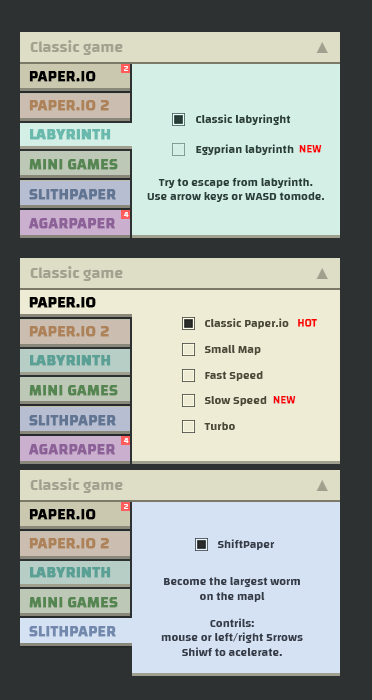 Classic game
PAPER.IO 2
PAPER.IO 2
LABYRINTH
MINI GAMES
SLITHPAPER
AGARPAPER 4
Classic labyringht
Egyprian labyrinth NEW
Try to escape from labyrinth.
Use arrow keys or WASD tomode.
Classic game
PAPER.IO
PAPER.IO 2
LABYRINTH
MINI GAMES
SLITHPAPER
AGARPAPER 4
Classic Paper.io HOT
Small Map
Fast Speed
Slow Speed NEW
Turbo
Classic game
PAPER.IO 2
PAPER.IO 2
LABYRINTH
MINI GAMES
SLITHPAPER
ShiftPaper
Become the largest worm
on the mapl
Contrils:
mouse or left/right Srrows
Shiwf to acelerate.